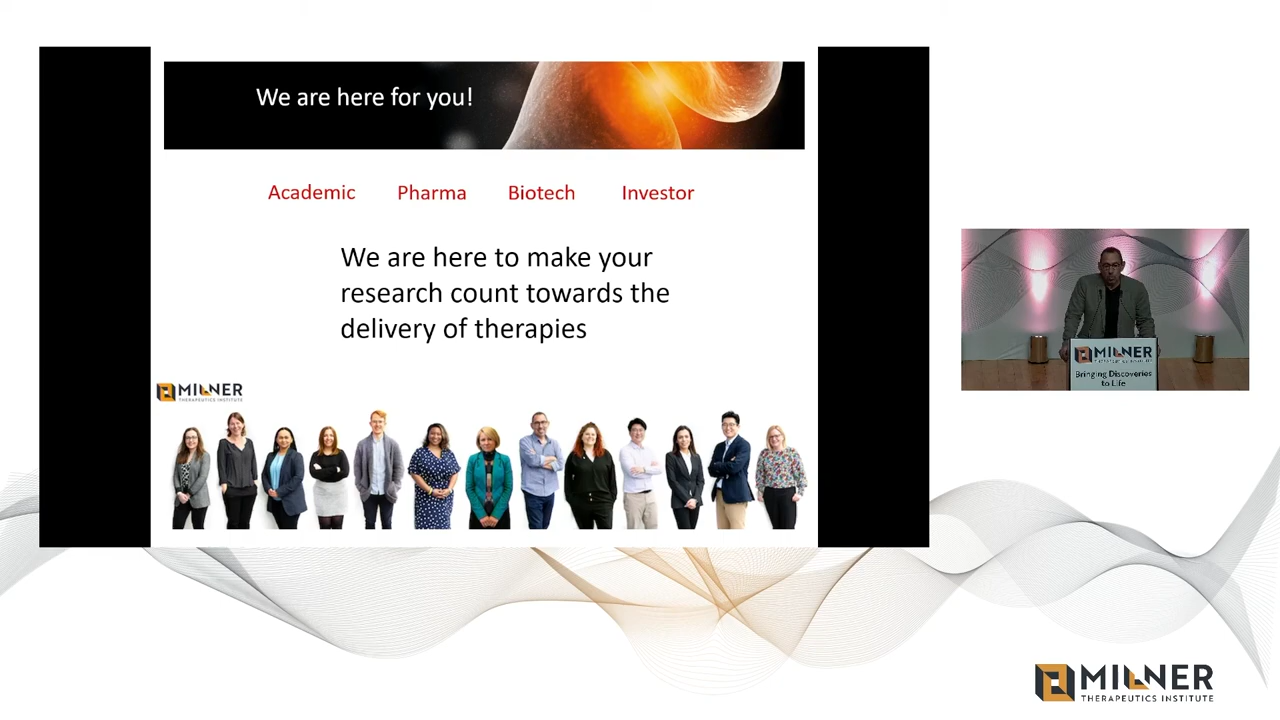 We are here for you!
Academic Pharma Biotech Investor
We are here to make your
research count towards the
delivery of therapies
MILNER
THERAPEUTICS INSTITUTE
MILNER
Bringing Discoveries
to Life
MILNER
THERAPEUTICS INSTITUTE